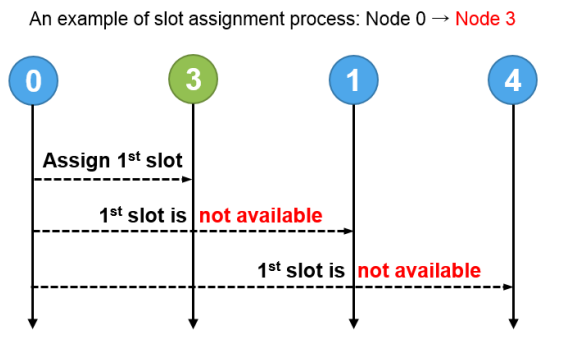 An example of slot assignment process: Node 0 → Node 3
0 3 1 4
Assign 1st slot
1st slot is not available
1st slot is not available